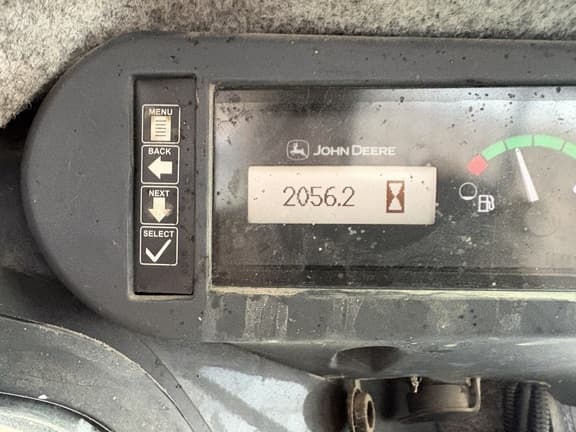 MENU
BACK
NEXT
SELECT
JOHN DEERE
2056.2